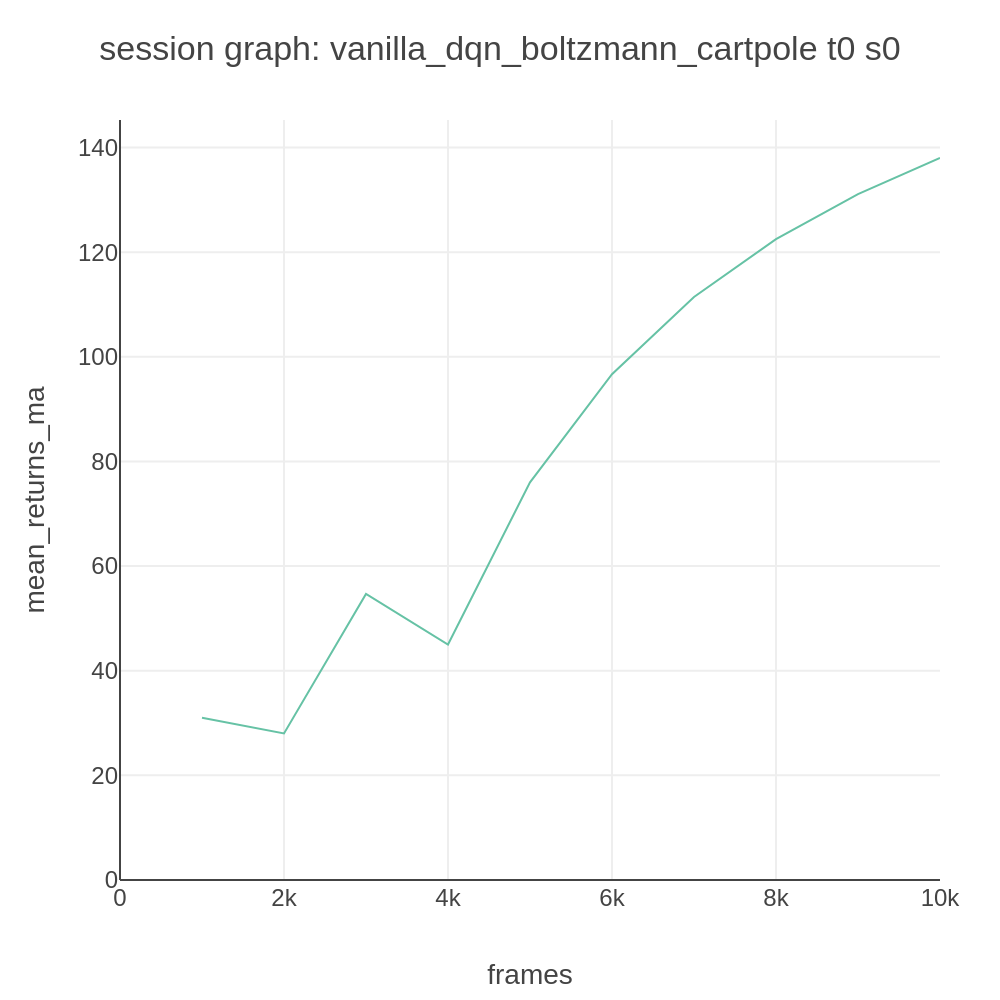 session graph: vanilla_dqn_boltzmann_cartpole t0 s0
mean_returns_ma
140
120
100
80
60
40
20
0
0 2k 4k 6k 8k 10k
frames